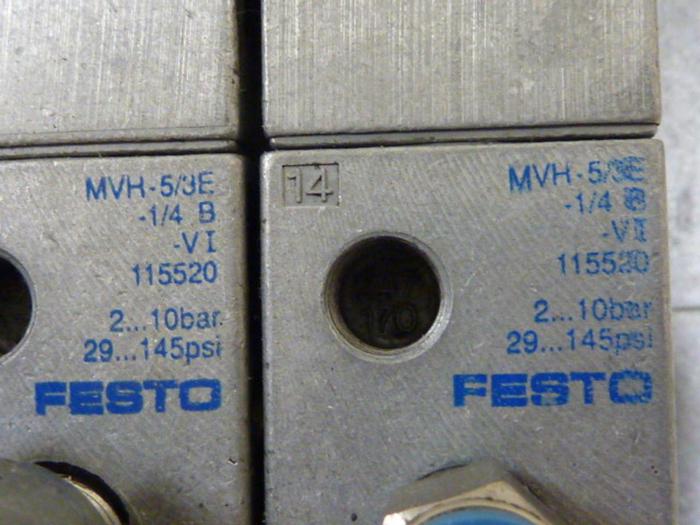 MVH-5/3E
-1/4 B
-VI
115520
2...10bar
29...145psi
FESTO
14
MVH-5/3E
-1/4 B
-VI
115520
2...10bar
29...145psi
FESTO